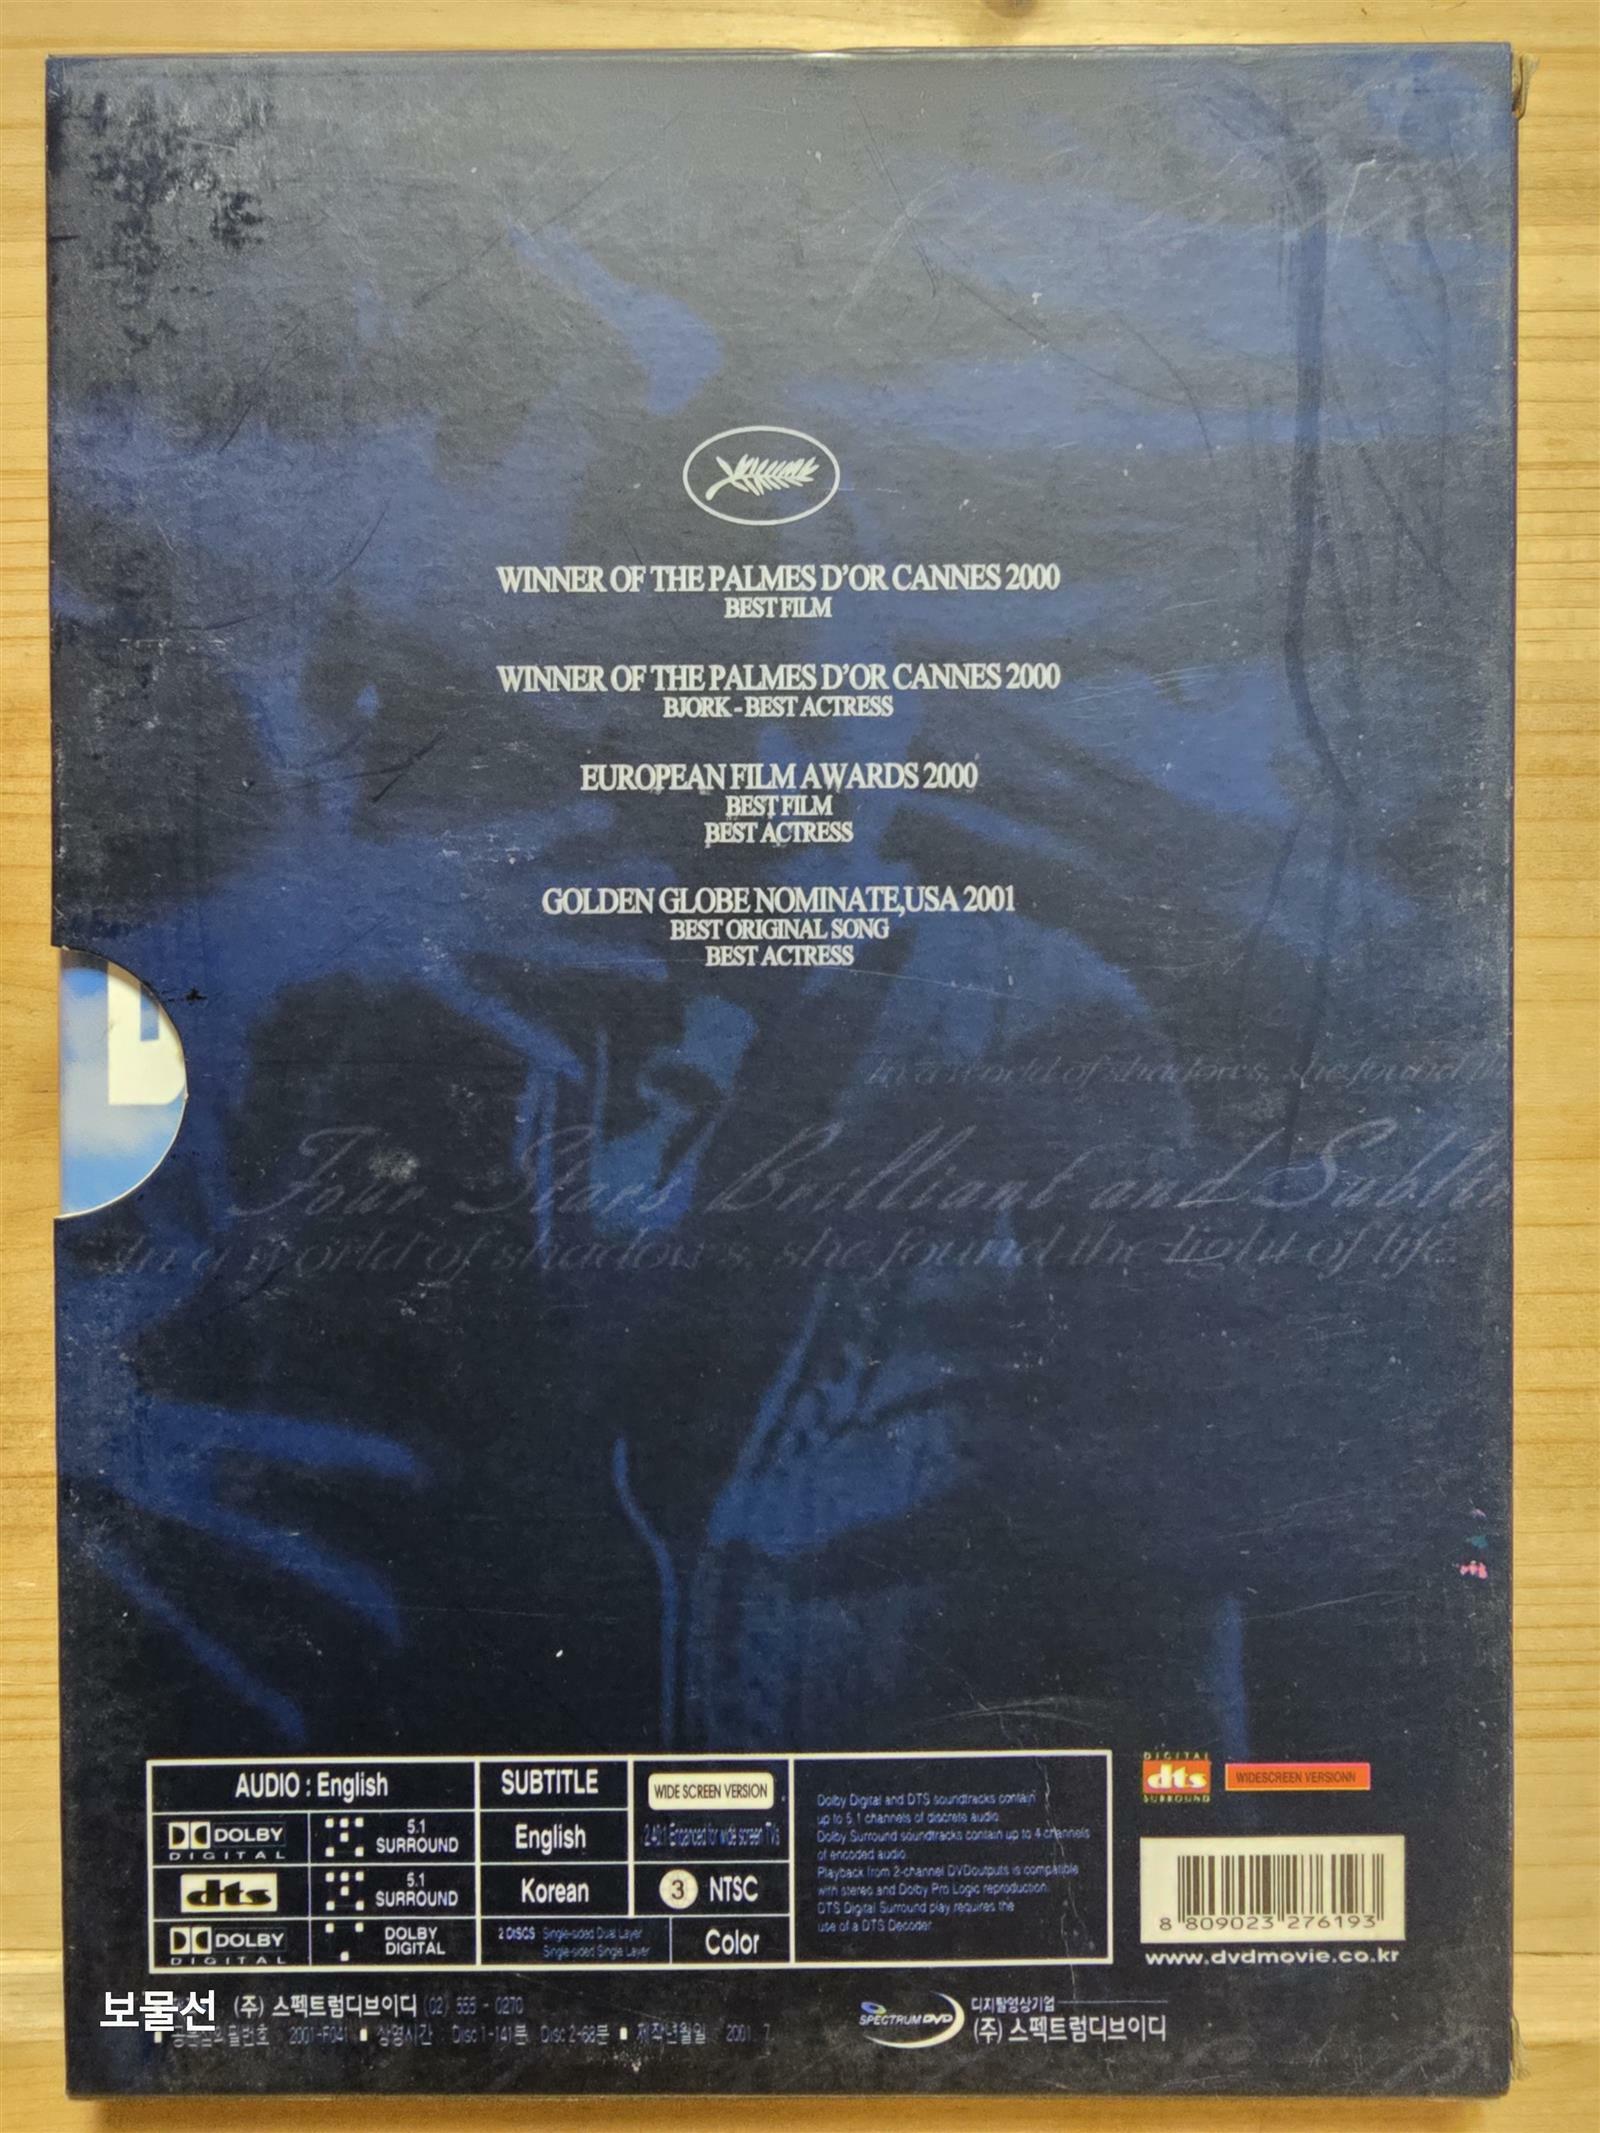 WINNER OF THE PALMES D'OR CANNES 2000
BEST FILM
WINNER OF THE PALMES D'OR CANNES 2000
BJORK - BEST ACTRESS
EUROPEAN FILM AWARDS 2000
BEST FILM
BEST ACTRESS
GOLDEN GLOBE NOMINATE,USA 2001
BEST ORIGINAL SONG
BEST ACTRESS
In a world of shadows, she found
Four Stars Brilliant and Sublim
In a world of shadows, she found the light of life.
AUDIO : English
DOLBY DIGITAL
5.1 SURROUND
dts
5.1 SURROUND
DOLBY DIGITAL
DOLBY DIGITAL
SUBTITLE
English
Korean
2 DISCS Single-sided Dual Layer
Single-sided Single Layer
WIDE SCREEN VERSION
2.40:1 Enhanced for wide screen TVs
3 NTSC
Color
Dolby Digital and DTS soundtracks contain
up to 5.1 channels of discrete audio.
Dolby Surround soundtracks contain up to 4 channels
of encoded audio.
Playback from 2-channel DVDoutputs is compatible
with stereo and Dolby Pro Logic reproduction.
DTS Digital Surround play requires the
use of a DTS Decoder.
DIGITAL
dts
SURROUND
WIDESCREEN VERSIONN
8 809023 276193
www.dvdmovie.co.kr
보물선
(주) 스펙트럼디브이디 (02) 555 - 0270
2001-F041 ■ 상영시간 Disc 1-141분 Disc 2-68분 ■ 제작년월일 2001. 7.
SPECTRUM DVD
디지탈영상기업
(주) 스펙트럼디브이디